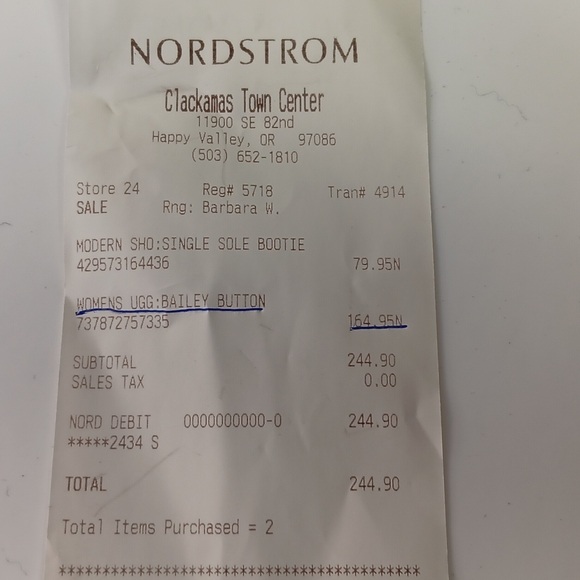 NORDSTROM
Clackamas Town Center
11900 SE 82nd
Happy Valley, OR 97086
(503) 652-1810
Store 24 Reg# 5718 Tran# 4914
SALE Rng: Barbara W.
MODERN SHO:SINGLE SOLE BOOTIE
429573164436 79.95N
WOMENS UGG:BAILEY BUTTON
737872757335 164.95N
SUBTOTAL 244.90
SALES TAX 0.00
NORD DEBIT 0000000000-0 244.90
*****2434 S
TOTAL 244.90
Total Items Purchased = 2
****************************************